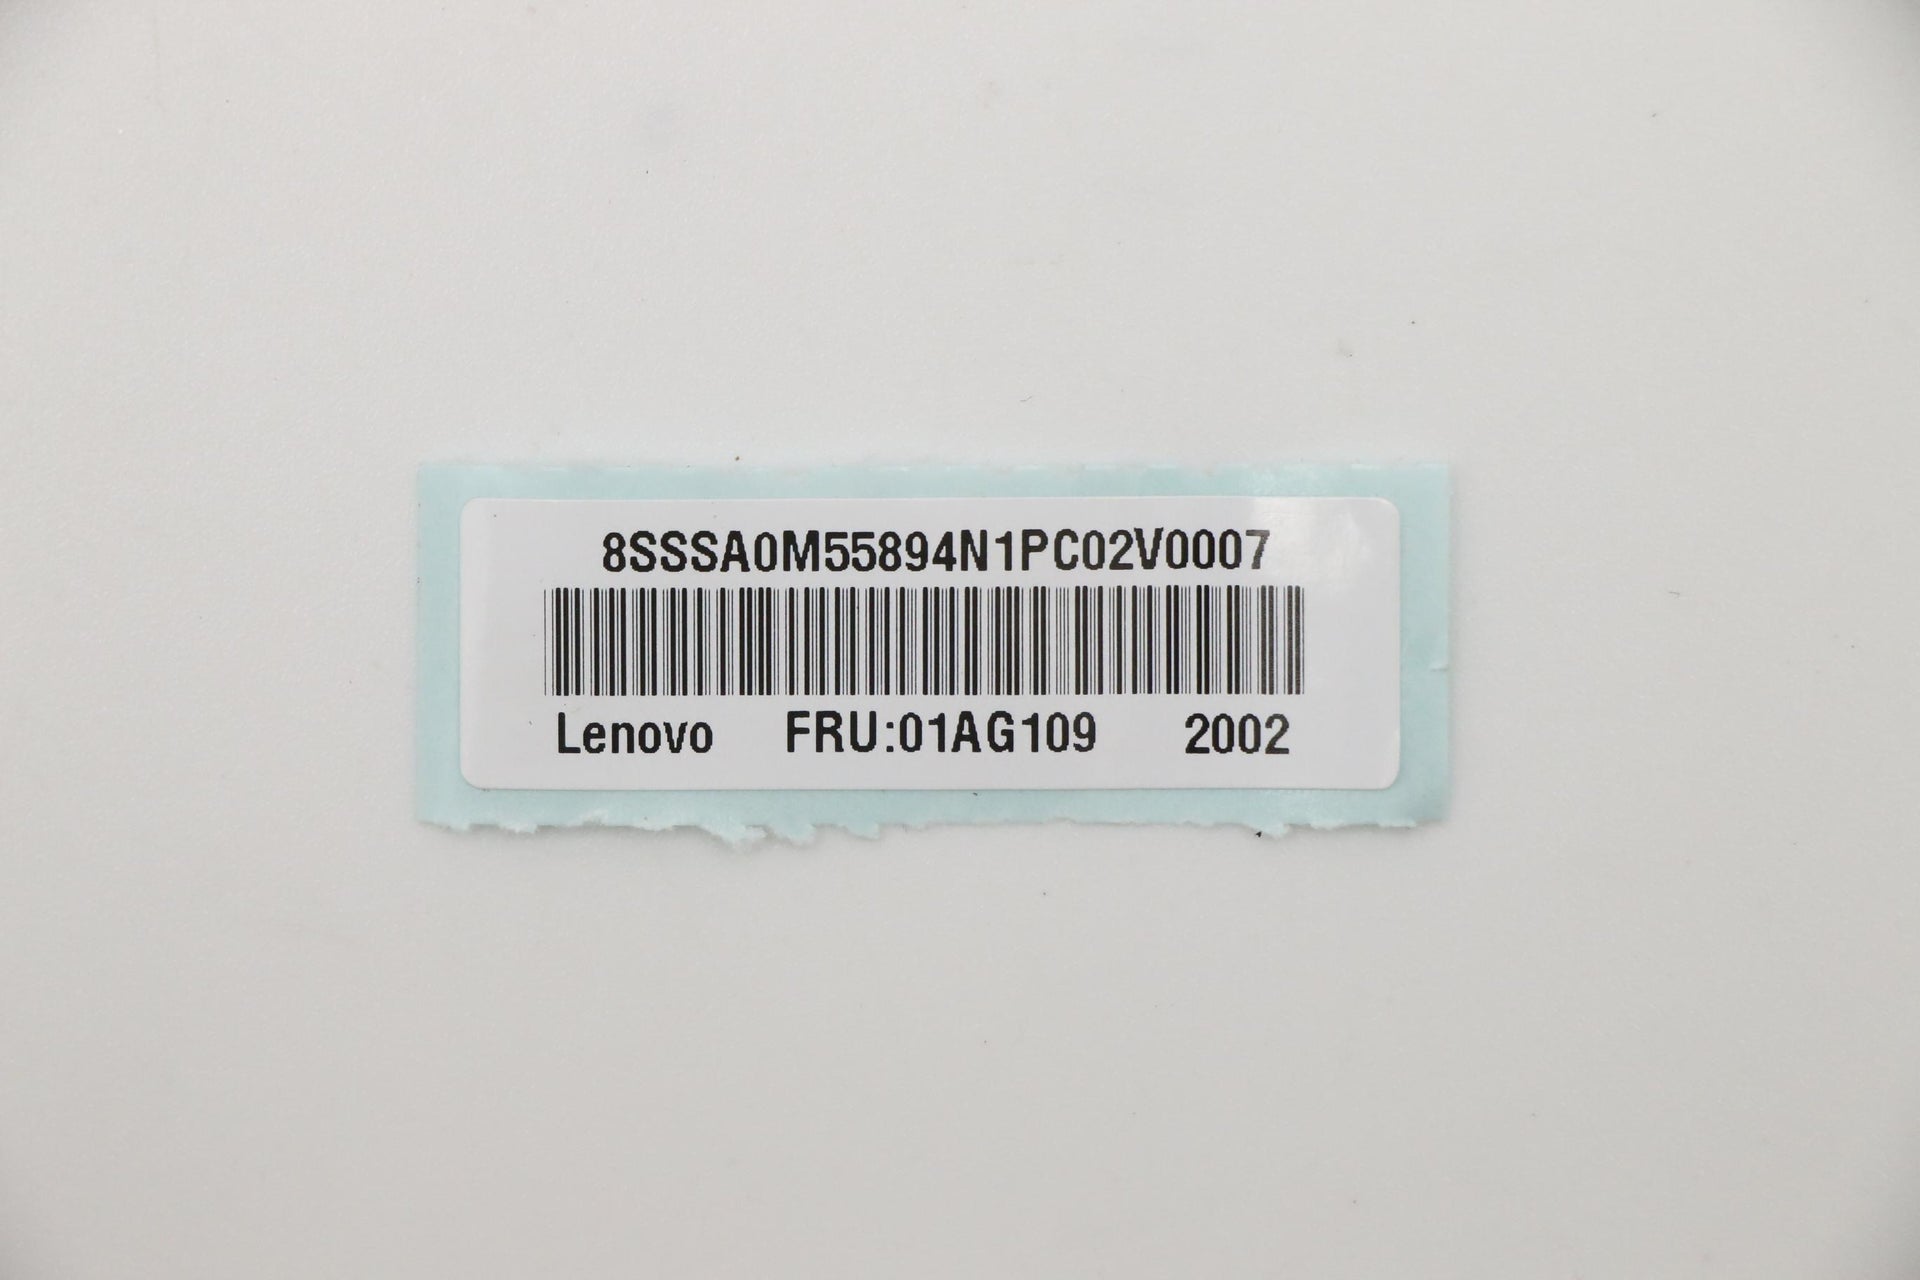 8SSSA0M55894N1PC02V0007
Lenovo FRU:01AG109 2002